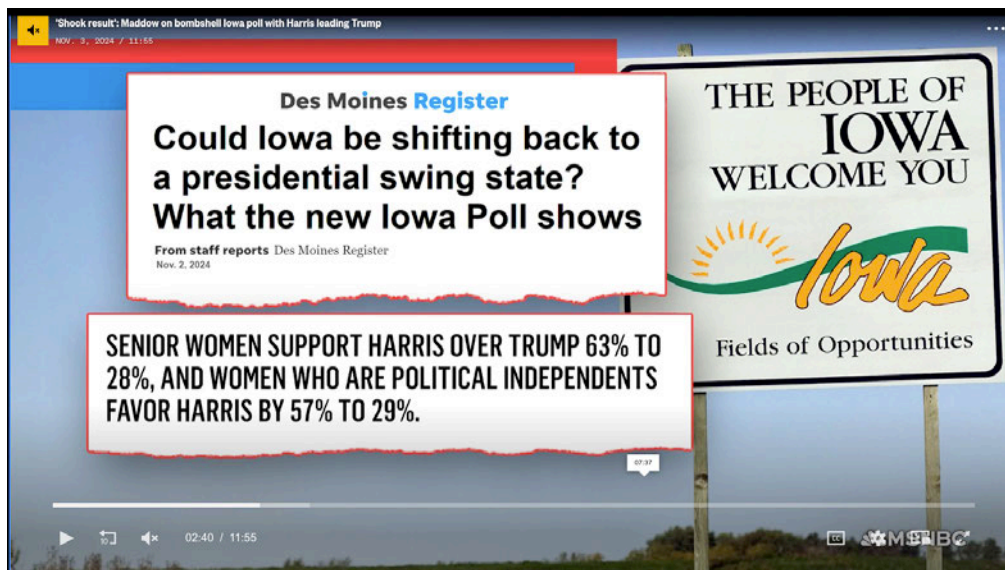 'Shock result': Maddow on bombshell Iowa poll with Harris leading Trump
NOV. 3, 2024 / 11:55
Des Moines Register
Could Iowa be shifting back to
a presidential swing state?
What the new Iowa Poll shows
From staff reports Des Moines Register
Nov. 2, 2024
SENIOR WOMEN SUPPORT HARRIS OVER TRUMP 63% TO
28%, AND WOMEN WHO ARE POLITICAL INDEPENDENTS
FAVOR HARRIS BY 57% TO 29%.
THE PEOPLE OF
IOWA
WELCOME YOU
Iowa
Fields of Opportunities
07:37
10
02:40 / 11:55
CC
MSNBC